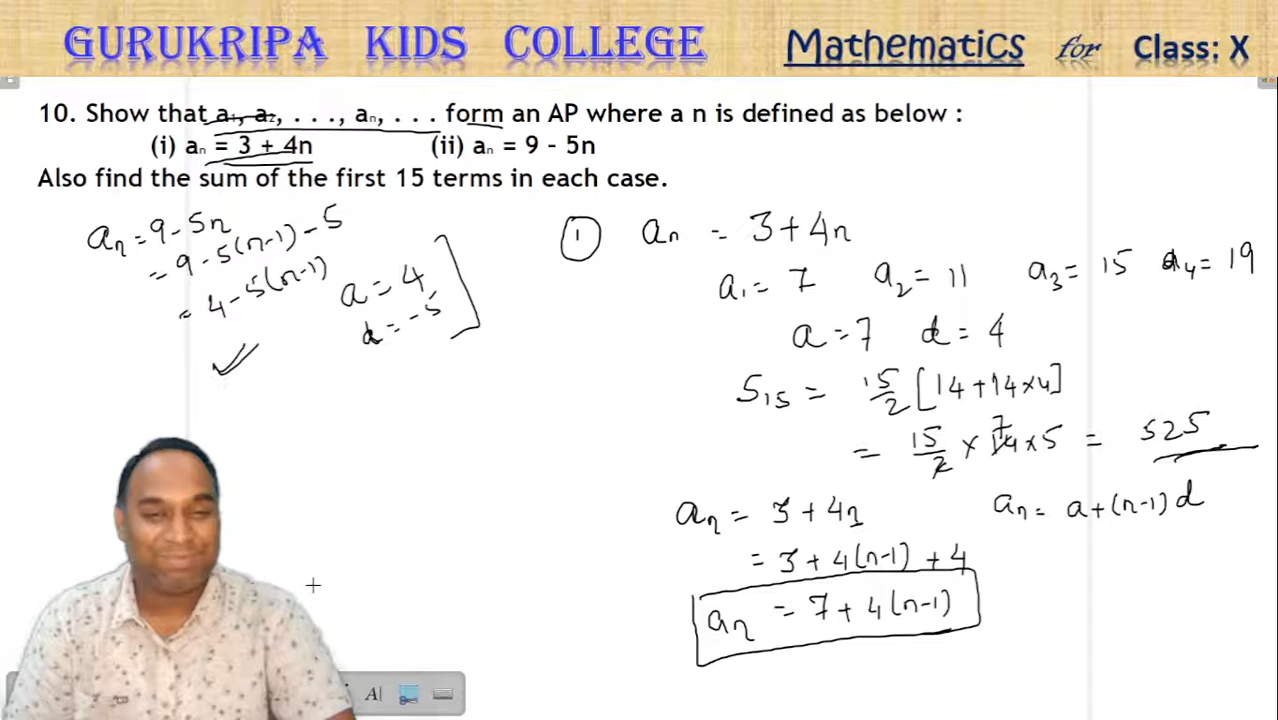 GURUKRIPA KIDS COLLEGE Mathematics for Class: X
10. Show that a₁, a₂, . . ., aₙ, . . . form an AP where a n is defined as below :
(i) aₙ = 3 + 4n (ii) aₙ = 9 - 5n
Also find the sum of the first 15 terms in each case.
aₙ = 9 - 5n
= 9 - 5(n-1) - 5
= 4 - 5(n-1)
a = 4
d = -5
① aₙ = 3 + 4n
a₁ = 7 a₂ = 11 a₃ = 15 a₄ = 19
a = 7 d = 4
S₁₅ = 15/2 [14 + 14 × 4]
= 15/2 × 14 7 × 5 = 525
aₙ = 3 + 4n aₙ = a + (n-1) d
= 3 + 4(n-1) + 4
aₙ = 7 + 4(n-1)
A|